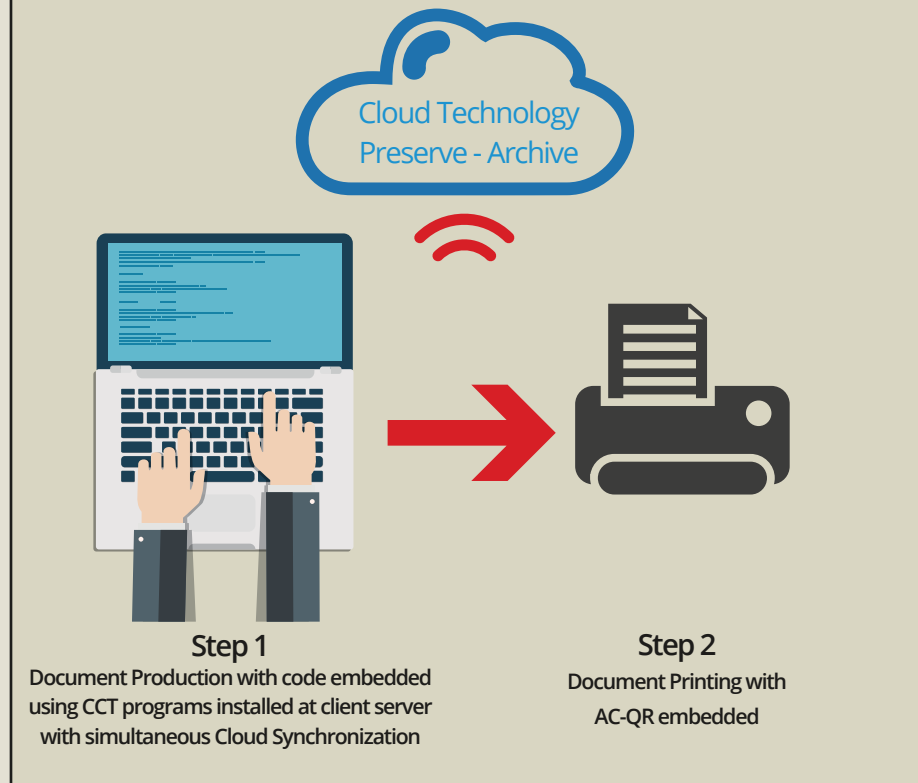 Cloud Technology
Preserve - Archive
Step 1
Document Production with code embedded
using CCT programs installed at client server
with simultaneous Cloud Synchronization
Step 2
Document Printing with
AC-QR embedded